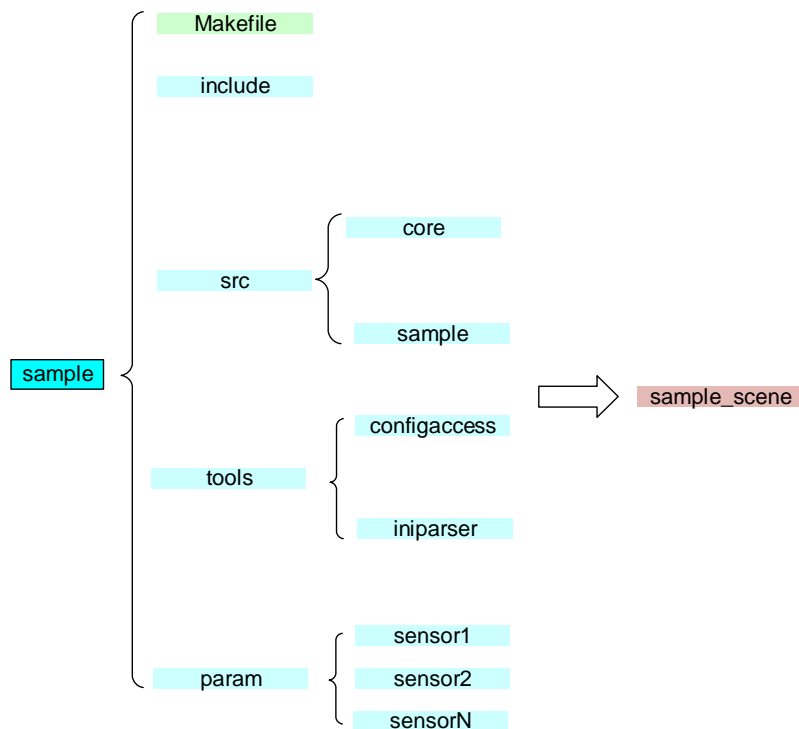 Makefile
include
core
src
sample
sample
sample_scene
configaccess
tools
iniparser
sensor1
param
sensor2
sensorN